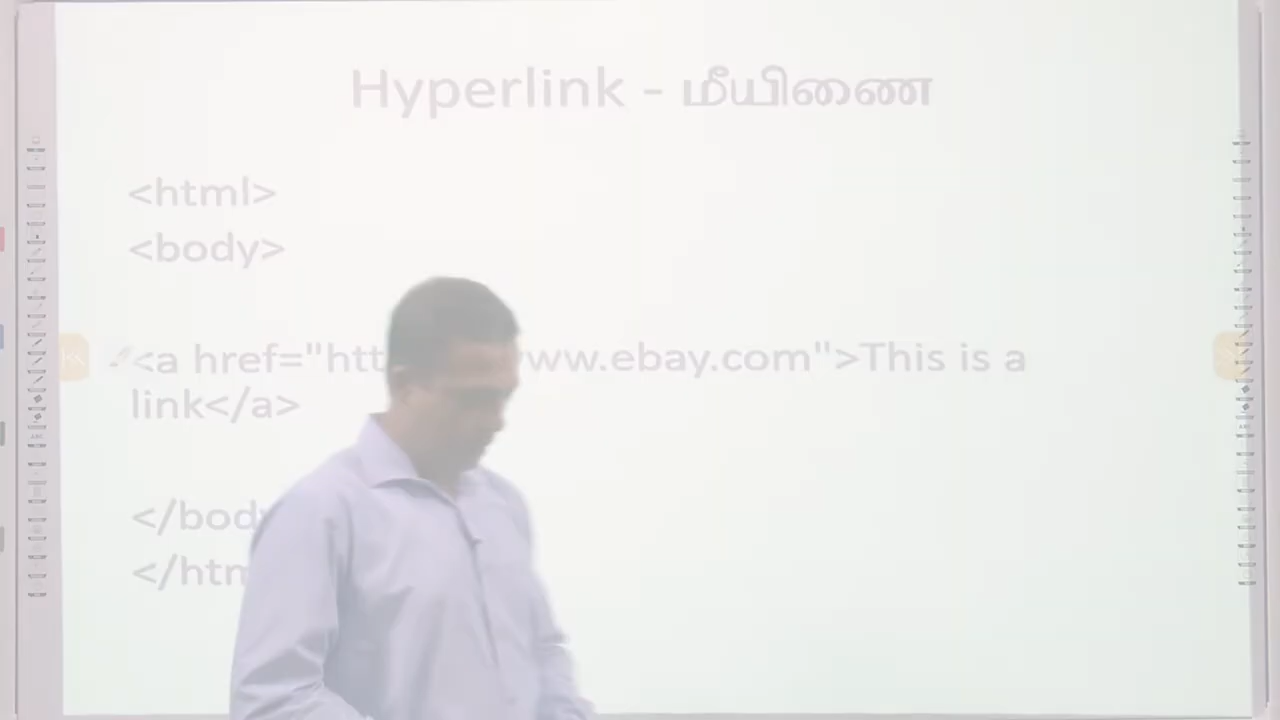 Hyperlink - மீயிணை
<html>
<body>
<a href="htt ww.ebay.com">This is a
link</a>
</bod
</htm